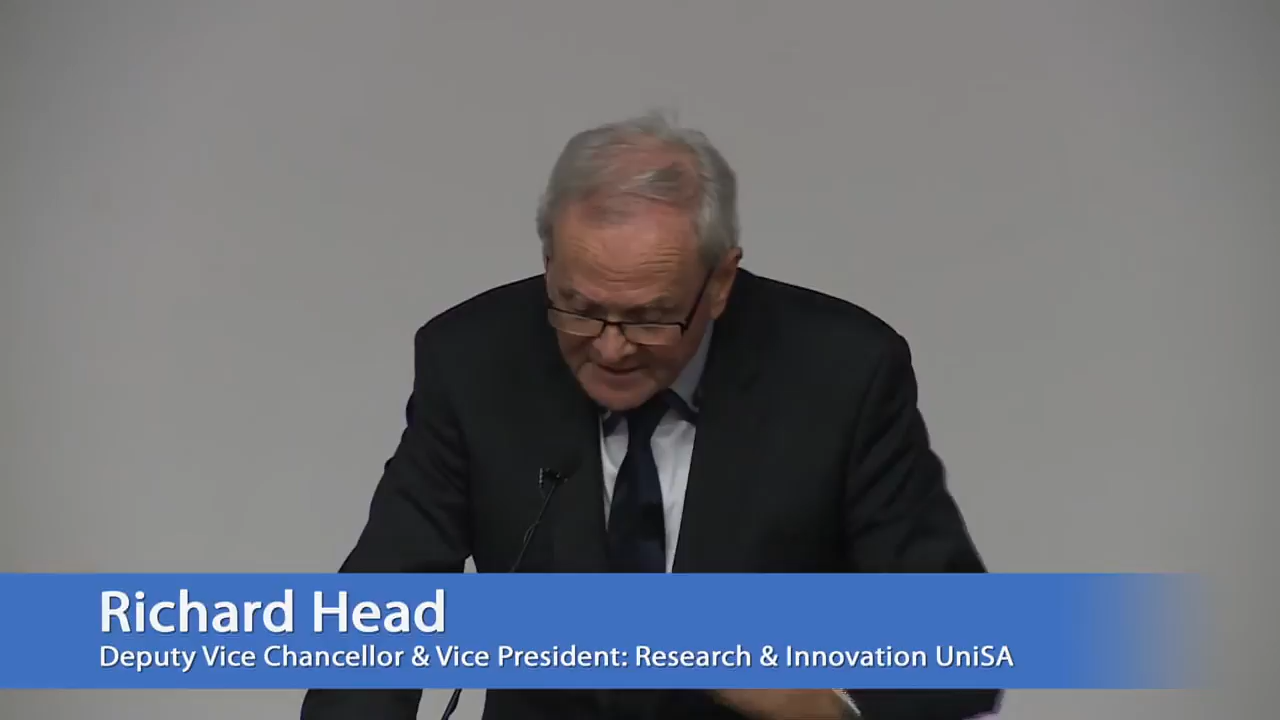 Richard Head
Deputy Vice Chancellor & Vice President: Research & Innovation UniSA